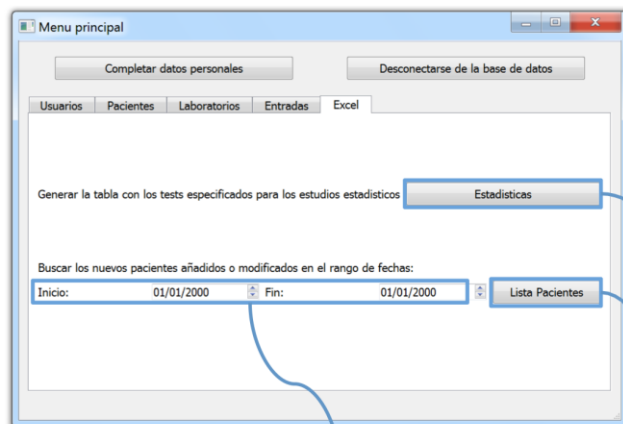 Menu principal
Completar datos personales Desconectarse de la base de datos
Usuarios Pacientes Laboratorios Entradas Excel
Generar la tabla con los tests especificados para los estudios estadisticos Estadisticas
Buscar los nuevos pacientes añadidos o modificados en el rango de fechas:
Inicio: 01/01/2000 Fin: 01/01/2000 Lista Pacientes